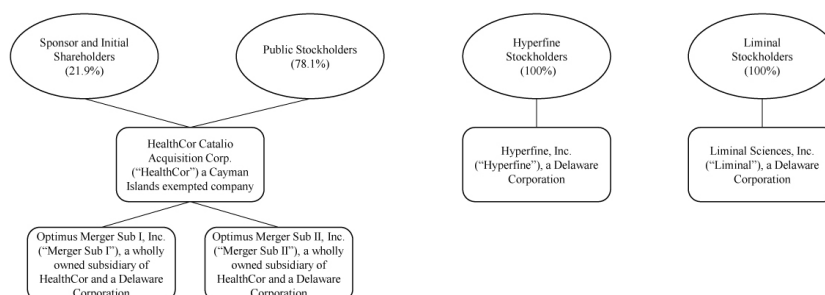 Sponsor and Initial
Shareholders
(21.9%)
Public Stockholders
(78.1%)
Hyperfine
Stockholders
(100%)
Liminal
Stockholders
(100%)
HealthCor Catalio
Acquisition Corp.
(“HealthCor”) a Cayman
Islands exempted company
Hyperfine, Inc.
(“Hyperfine”), a Delaware
Corporation
Liminal Sciences, Inc.
(“Liminal”), a Delaware
Corporation
Optimus Merger Sub I, Inc.
(“Merger Sub I”), a wholly
owned subsidiary of
HealthCor and a Delaware
Corporation
Optimus Merger Sub II, Inc.
(“Merger Sub II”), a wholly
owned subsidiary of
HealthCor and a Delaware
Corporation